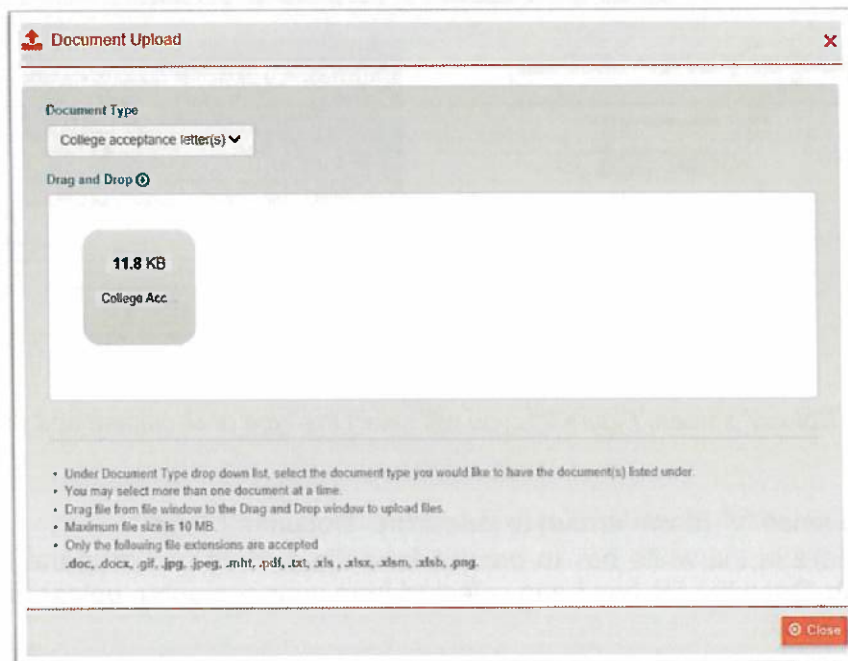 Document Upload
Document Type
College acceptance letter(s)
Drag and Drop
11.8 KB
College Acc
• Under Document Type drop down list, select the document type you would like to have the document(s) listed under.
• You may select more than one document at a time.
• Drag file from file window to the Drag and Drop window to upload files.
• Maximum file size is 10 MB.
• Only the following file extensions are accepted
.doc, .docx, .gif, .jpg, .jpeg, .mht, .pdf, .txt, .xls , .xlsx, .xlsm, .xlsb, .png.
Close